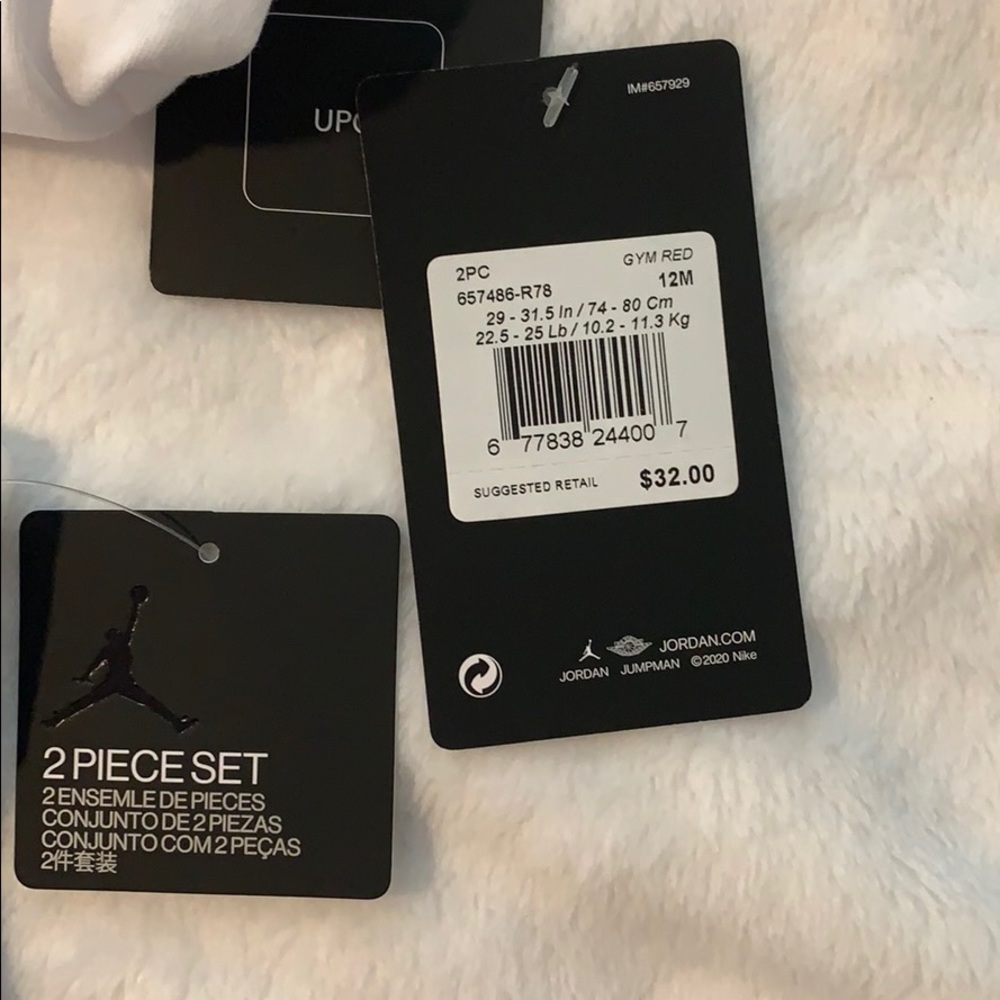 IM#657929
2PC
GYM RED
657486-R78
12M
29 - 31.5 In / 74 - 80 Cm
22.5 - 25 Lb / 10.2 - 11.3 Kg
6 77838 24400 7
SUGGESTED RETAIL $32.00
JORDAN.COM
JORDAN JUMPMAN ©2020 Nike
2 PIECE SET
2 ENSEMLE DE PIECES
CONJUNTO DE 2 PIEZAS
CONJUNTO COM 2 PEÇAS
2件套装